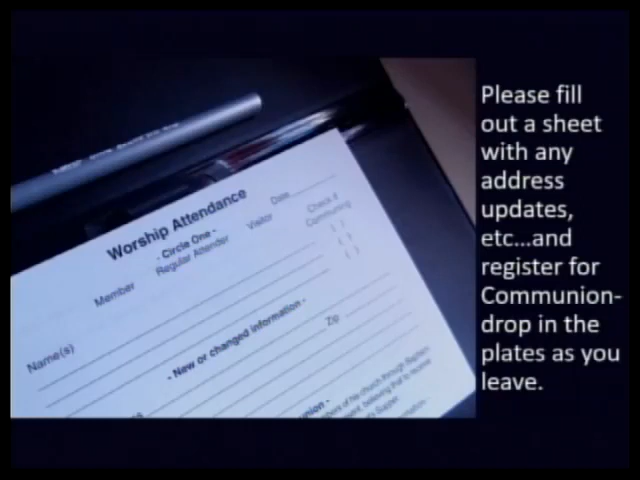 Please fill
out a sheet
with any
address
updates,
etc...and
register for
Communion-
drop in the
plates as you
leave.
Worship Attendance
Date
- Circle One -
Check if
Communing
Member Regular Attender Visitor
Name(s)
- New or changed information -
Zip